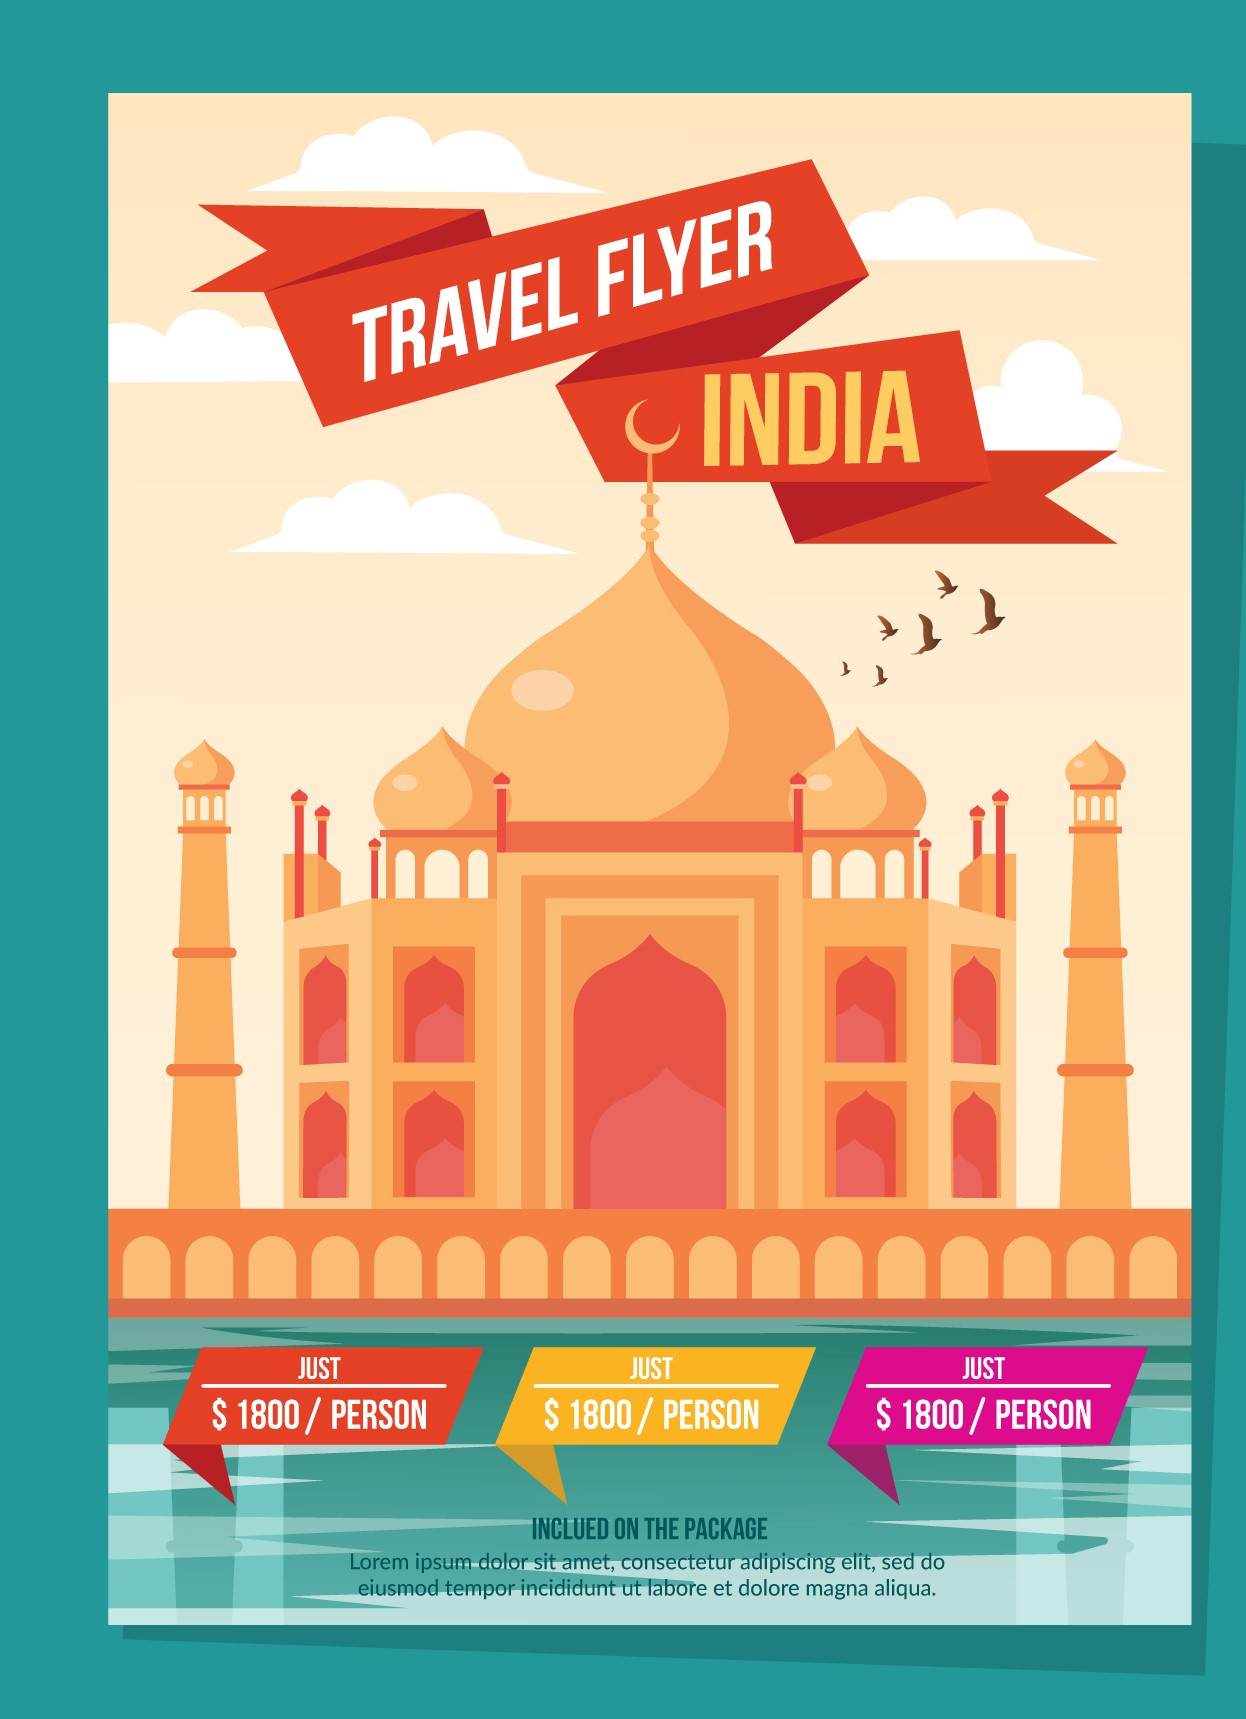 TRAVEL FLYER
INDIA
JUST
$ 1800 / PERSON
JUST
$ 1800 / PERSON
JUST
$ 1800 / PERSON
INCLUED ON THE PACKAGE
Lorem ipsum dolor sit amet, consectetur adipiscing elit, sed do
eiusmod tempor incididunt ut labore et dolore magna aliqua.